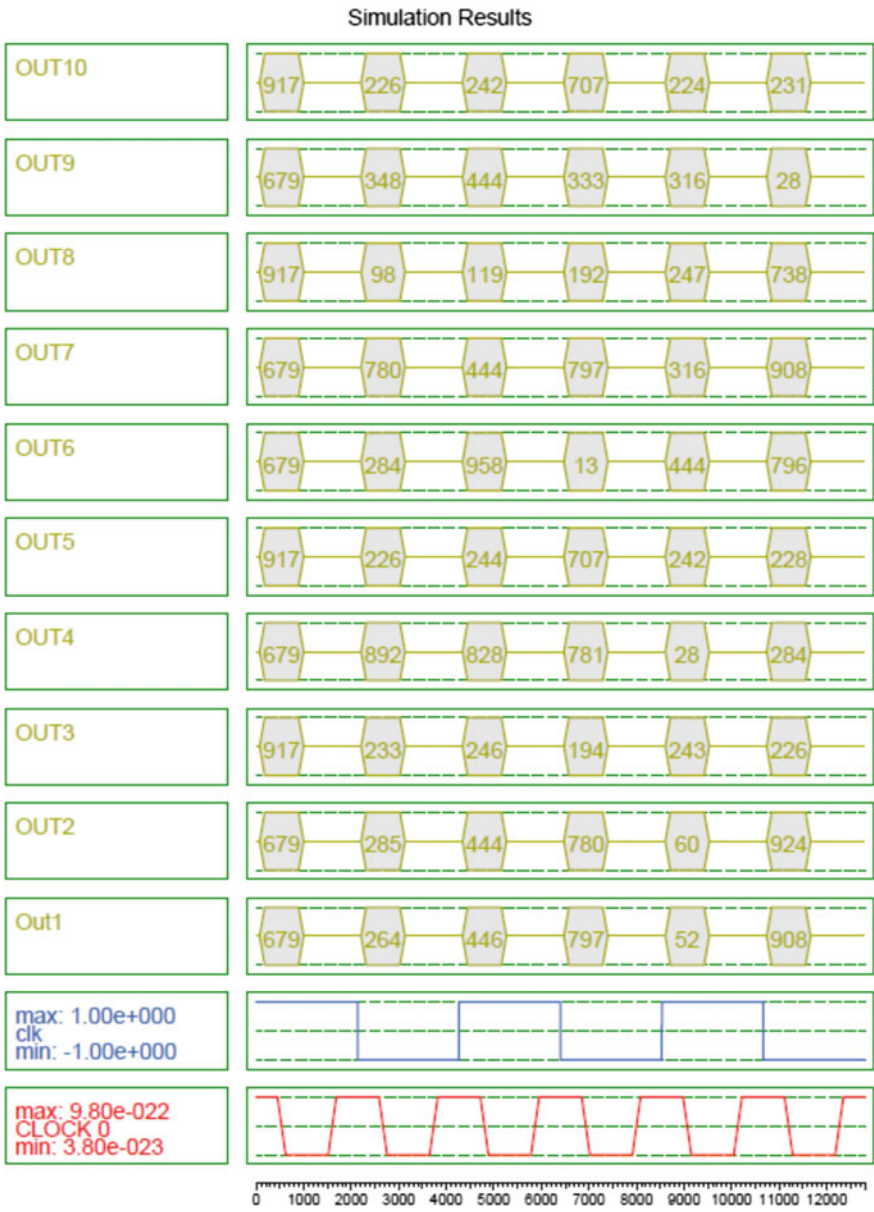 Simulation Results
OUT10
917 226 242 707 224 231
OUT9
679 348 444 333 316 28
OUT8
917 98 119 192 247 738
OUT7
679 780 444 797 316 908
OUT6
679 284 958 13 444 796
OUT5
917 226 244 707 242 228
OUT4
679 892 828 781 28 284
OUT3
917 233 246 194 243 226
OUT2
679 285 444 780 60 924
Out1
679 264 446 797 52 908
max: 1.00e+000
clk
min: -1.00e+000
max: 9.80e-022
CLOCK 0
min: 3.80e-023
0 1000 2000 3000 4000 5000 6000 7000 8000 9000 10000 11000 12000